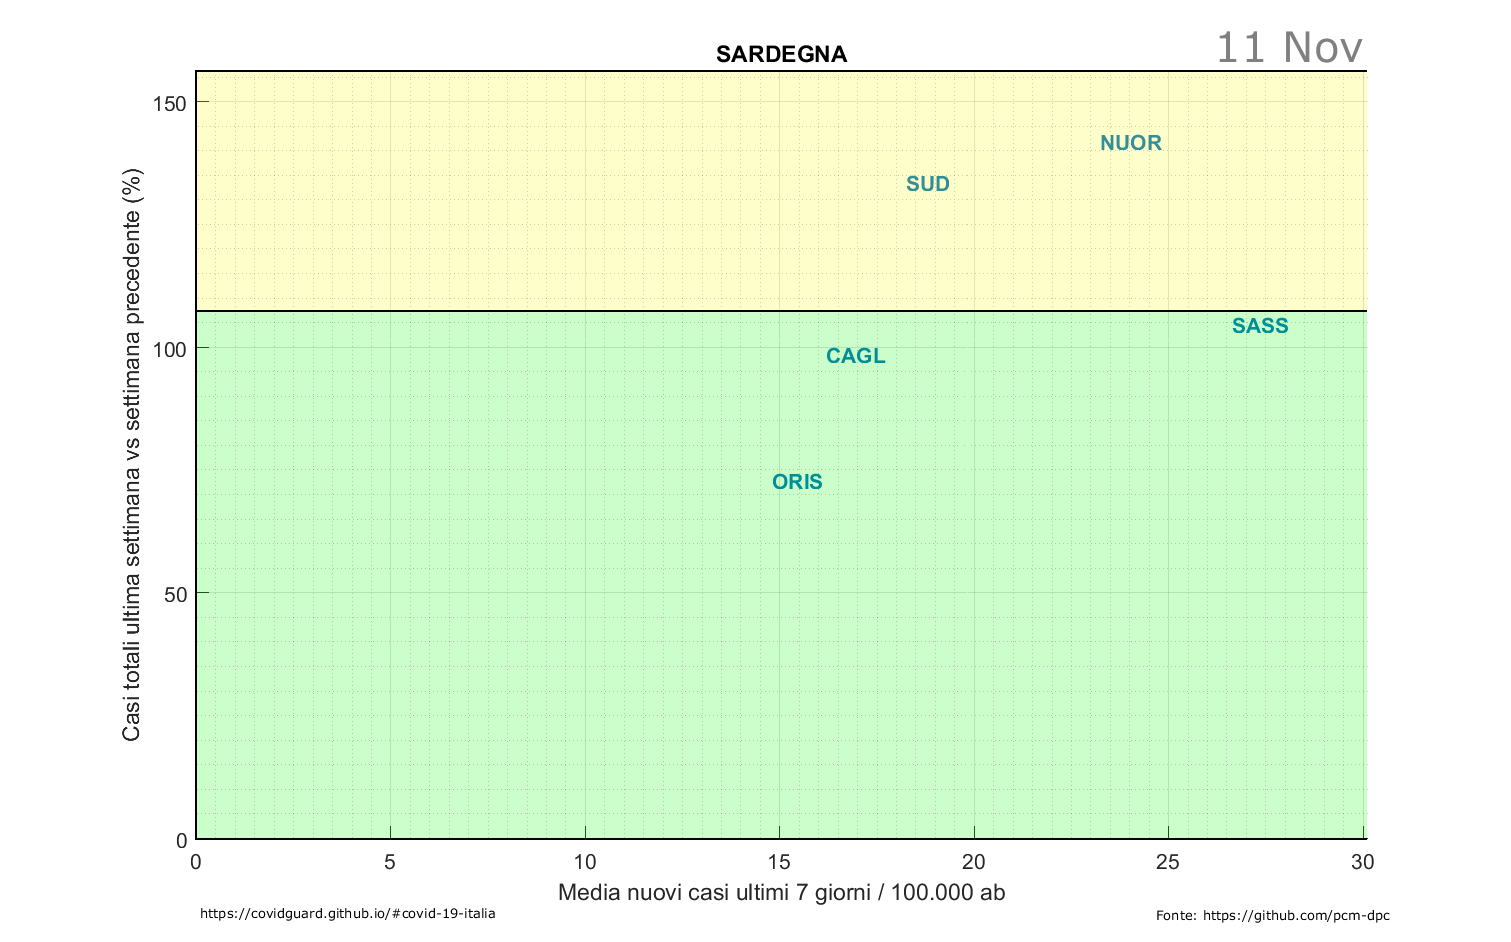 SARDEGNA
11 Nov
150
NUOR
SUD
SASS
100
CAGL
ORIS
50
0
0 5 10 15 20 25 30
Casi totali ultima settimana vs settimana precedente (%)
Media nuovi casi ultimi 7 giorni / 100.000 ab
https://covidguard.github.io/#covid-19-italia
Fonte: https://github.com/pcm-dpc